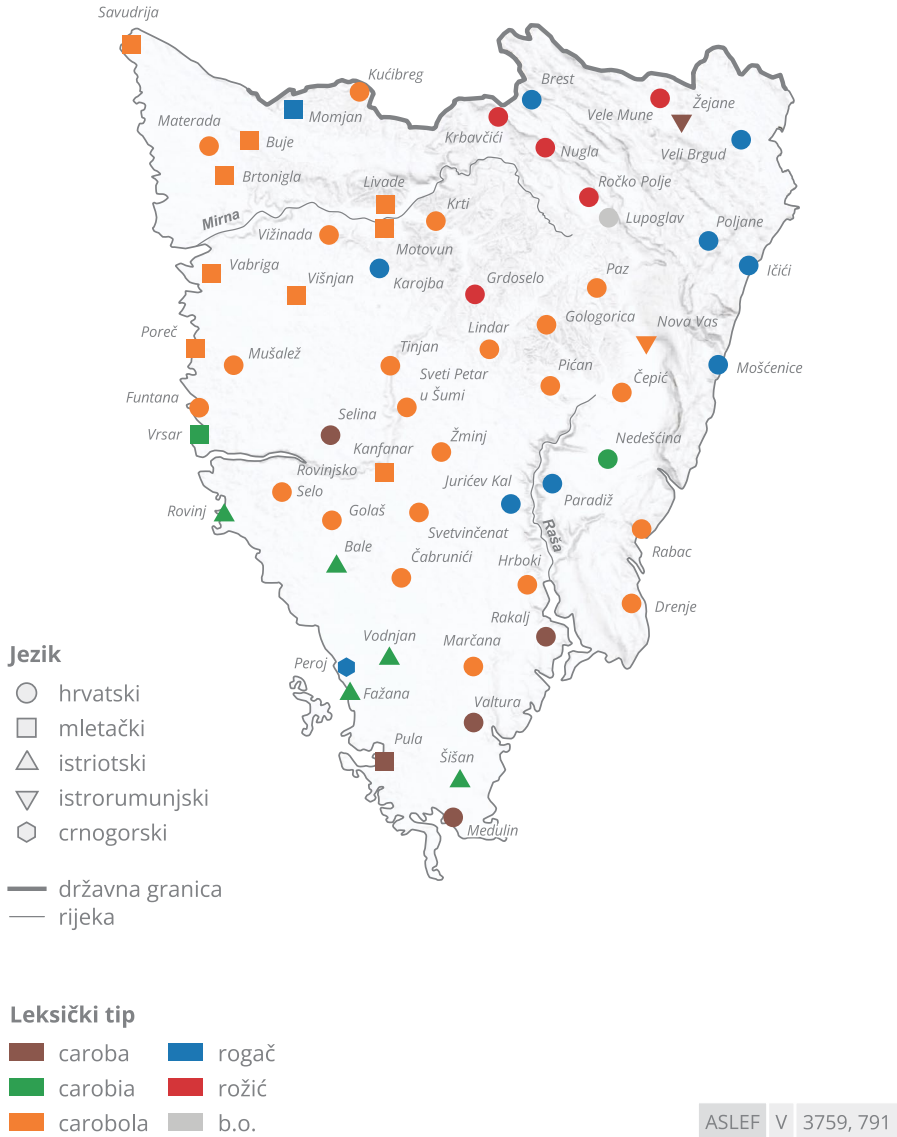 Savudrija
Kućibreg
Brest
Momjan
Vele Mune
Žejane
Materada
Buje
Krbavčići
Nugla
Veli Brgud
Brtonigla
Livade
Ročko Polje
Mirna
Krti
Lupoglav
Poljane
Vižinada
Motovun
Vabriga
Višnjan
Karojba
Grdoselo
Paz
Ičići
Poreč
Lindar
Gologorica
Nova Vas
Mušalež
Tinjan
Pićan
Mošćenice
Sveti Petar
u Šumi
Čepić
Funtana
Selina
Vrsar
Žminj
Nedešćina
Kanfanar
Rovinjsko
Selo
Jurićev Kal
Paradiž
Rovinj
Golaš
Svetvinčenat
Raša
Rabac
Bale
Čabrunići
Hrboki
Drenje
Rakalj
Vodnjan
Marčana
Peroj
Fažana
Valtura
Pula
Šišan
Medulin
Jezik
hrvatski
mletački
istriotski
istrorumunjski
crnogorski
državna granica
rijeka
Leksički tip
caroba
rogač
carobia
rožić
carobola
b.o.
ASLEF V 3759, 791